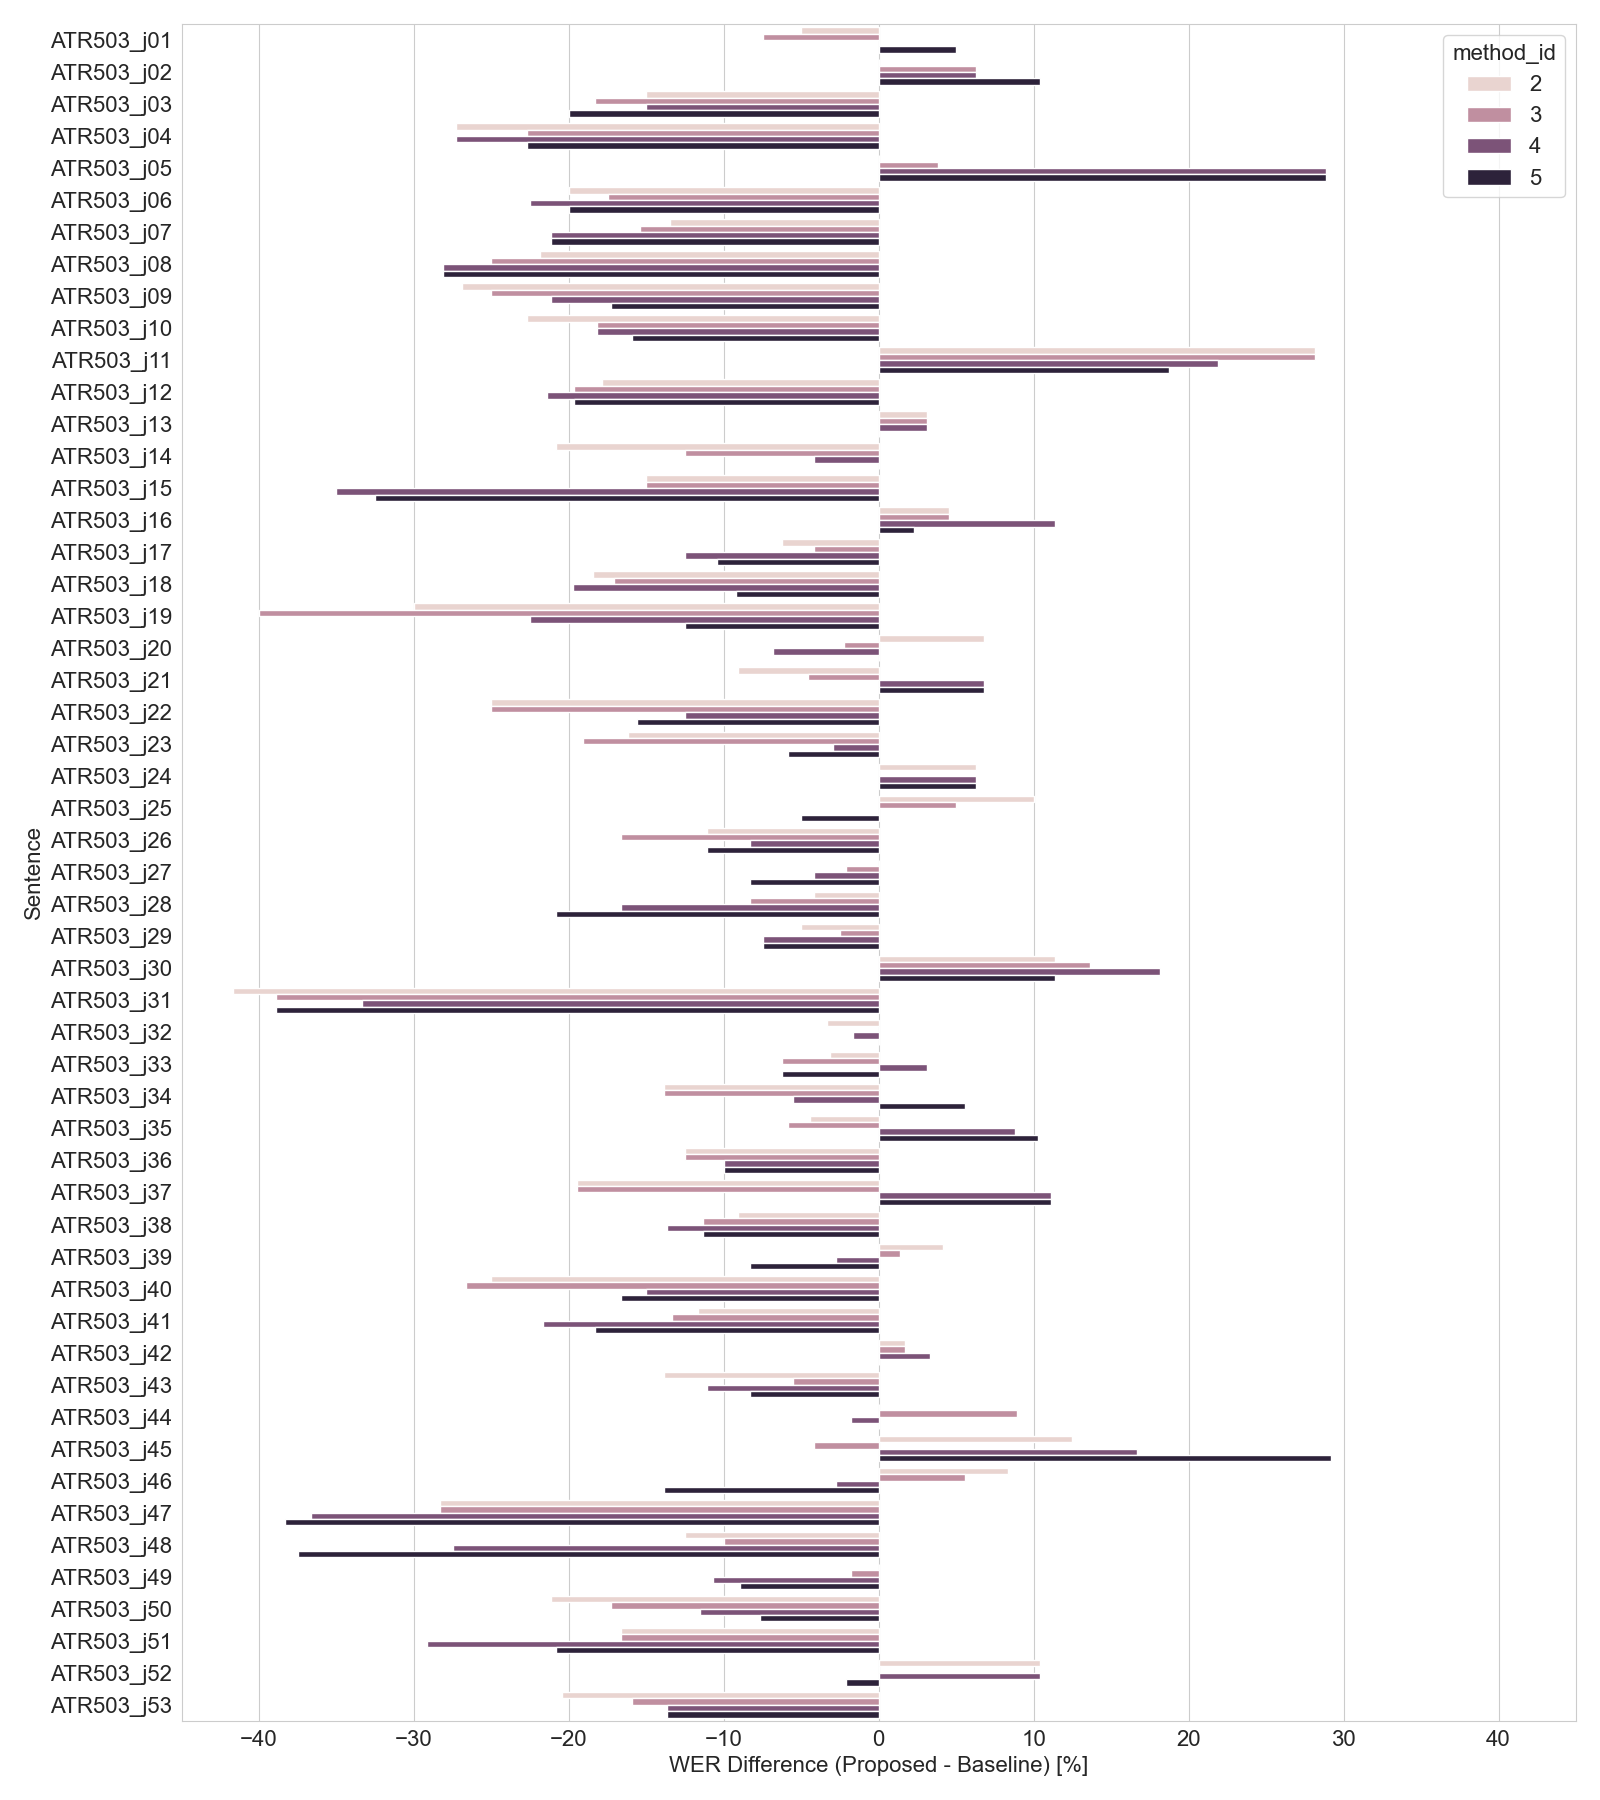 method_id
2
3
4
5
Sentence
ATR503_j01
ATR503_j02
ATR503_j03
ATR503_j04
ATR503_j05
ATR503_j06
ATR503_j07
ATR503_j08
ATR503_j09
ATR503_j10
ATR503_j11
ATR503_j12
ATR503_j13
ATR503_j14
ATR503_j15
ATR503_j16
ATR503_j17
ATR503_j18
ATR503_j19
ATR503_j20
ATR503_j21
ATR503_j22
ATR503_j23
ATR503_j24
ATR503_j25
ATR503_j26
ATR503_j27
ATR503_j28
ATR503_j29
ATR503_j30
ATR503_j31
ATR503_j32
ATR503_j33
ATR503_j34
ATR503_j35
ATR503_j36
ATR503_j37
ATR503_j38
ATR503_j39
ATR503_j40
ATR503_j41
ATR503_j42
ATR503_j43
ATR503_j44
ATR503_j45
ATR503_j46
ATR503_j47
ATR503_j48
ATR503_j49
ATR503_j50
ATR503_j51
ATR503_j52
ATR503_j53
−40 −30 −20 −10 0 10 20 30 40
WER Difference (Proposed - Baseline) [%]